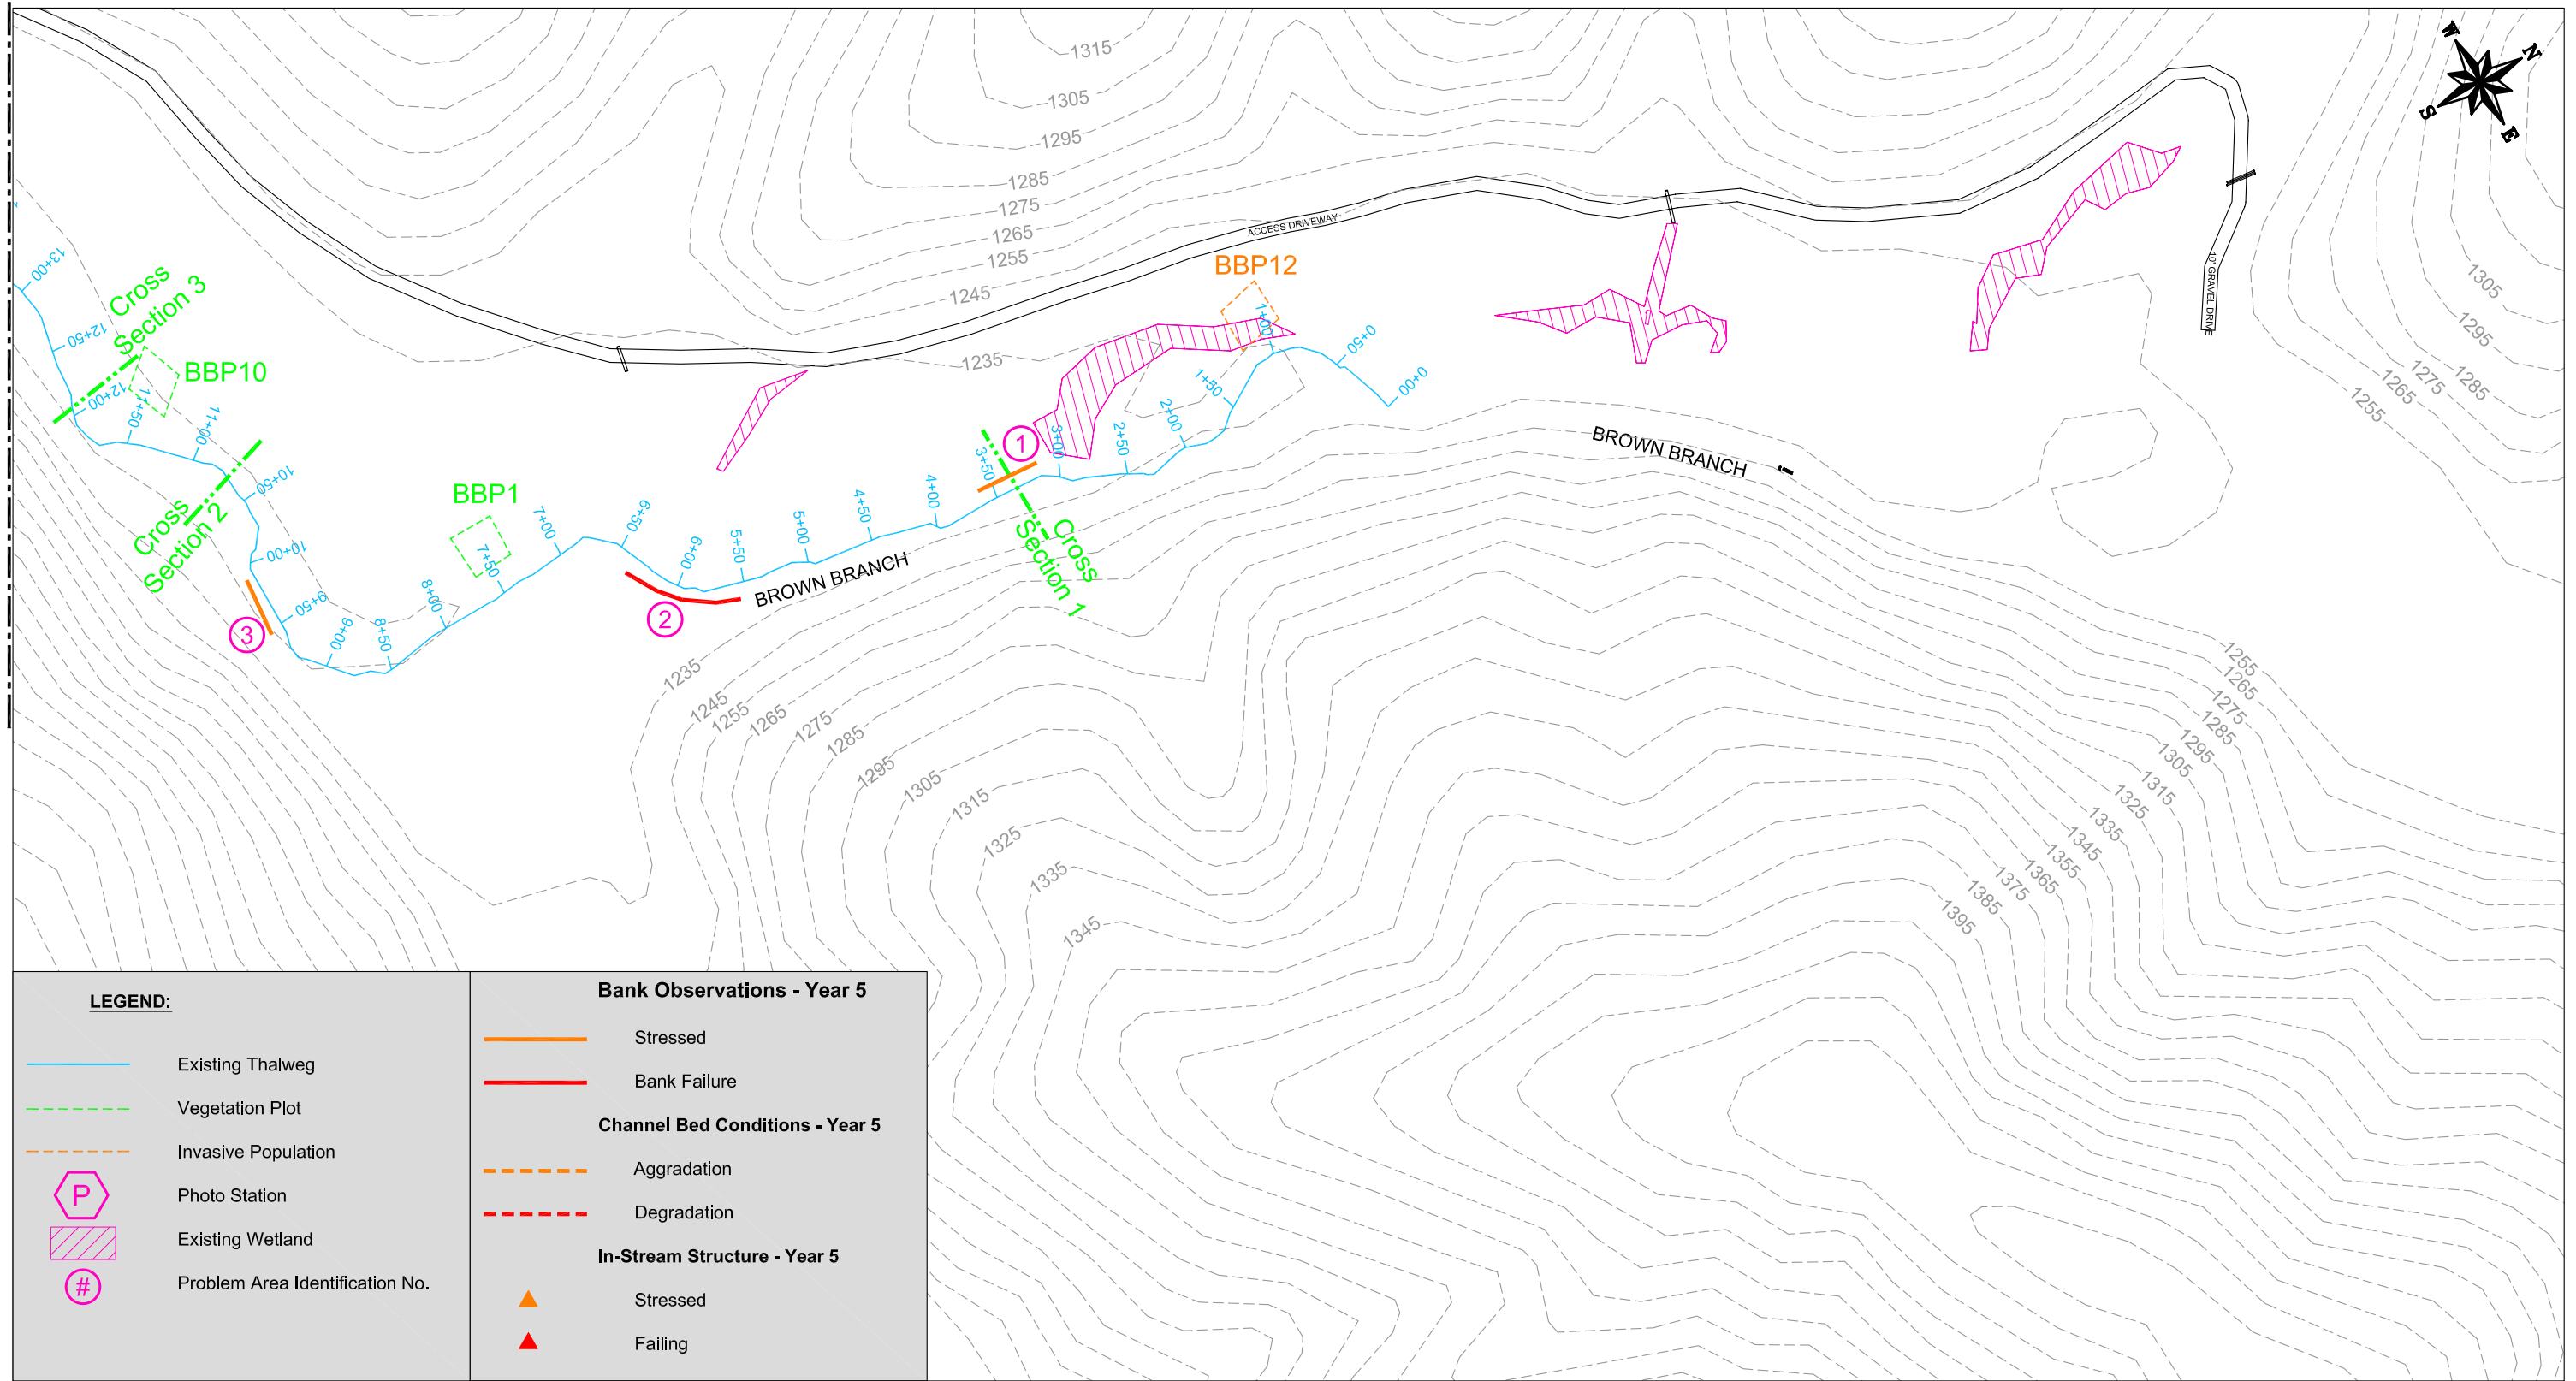 W
N
S
E
1315
1305
1295
1285
1275
1265
1255
1245
1235
ACCESS DRIVEWAY
10' GRAVEL DRIVE
1305
1295
1285
1275
1265
1255
BBP12
0+00
0+50
1+00
1+50
2+00
2+50
3+00
3+50
4+00
4+50
5+00
5+50
6+00
6+50
7+00
7+50
8+00
8+50
9+00
9+50
10+00
10+50
11+00
11+50
12+00
12+50
13+00
Cross
Section 3
BBP10
Cross
Section 2
BBP1
Cross
Section 1
1
2
3
BROWN BRANCH
BROWN BRANCH
1235
1245
1255
1265
1275
1285
1295
1305
1315
1325
1335
1345
1255
1265
1275
1285
1295
1305
1315
1325
1335
1345
1355
1365
1375
1385
1395
LEGEND:
Existing Thalweg
Vegetation Plot
Invasive Population
P
Photo Station
Existing Wetland
#
Problem Area Identification No.
Bank Observations - Year 5
Stressed
Bank Failure
Channel Bed Conditions - Year 5
Aggradation
Degradation
In-Stream Structure - Year 5
Stressed
Failing